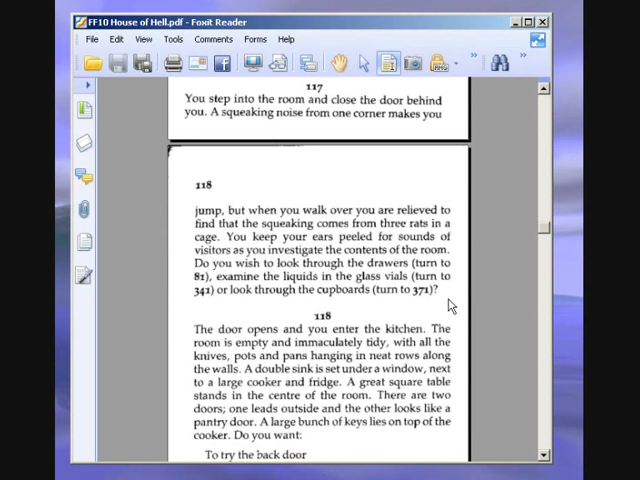 FF10 House of Hell.pdf - Foxit Reader
File Edit View Tools Comments Forms Help
117
You step into the room and close the door behind
you. A squeaking noise from one corner makes you
118
jump, but when you walk over you are relieved to
find that the squeaking comes from three rats in a
cage. You keep your ears peeled for sounds of
visitors as you investigate the contents of the room.
Do you wish to look through the drawers (turn to
81), examine the liquids in the glass vials (turn to
341) or look through the cupboards (turn to 371)?
118
The door opens and you enter the kitchen. The
room is empty and immaculately tidy, with all the
knives, pots and pans hanging in neat rows along
the walls. A double sink is set under a window, next
to a large cooker and fridge. A great square table
stands in the centre of the room. There are two
doors; one leads outside and the other looks like a
pantry door. A large bunch of keys lies on top of the
cooker. Do you want:
To try the back door